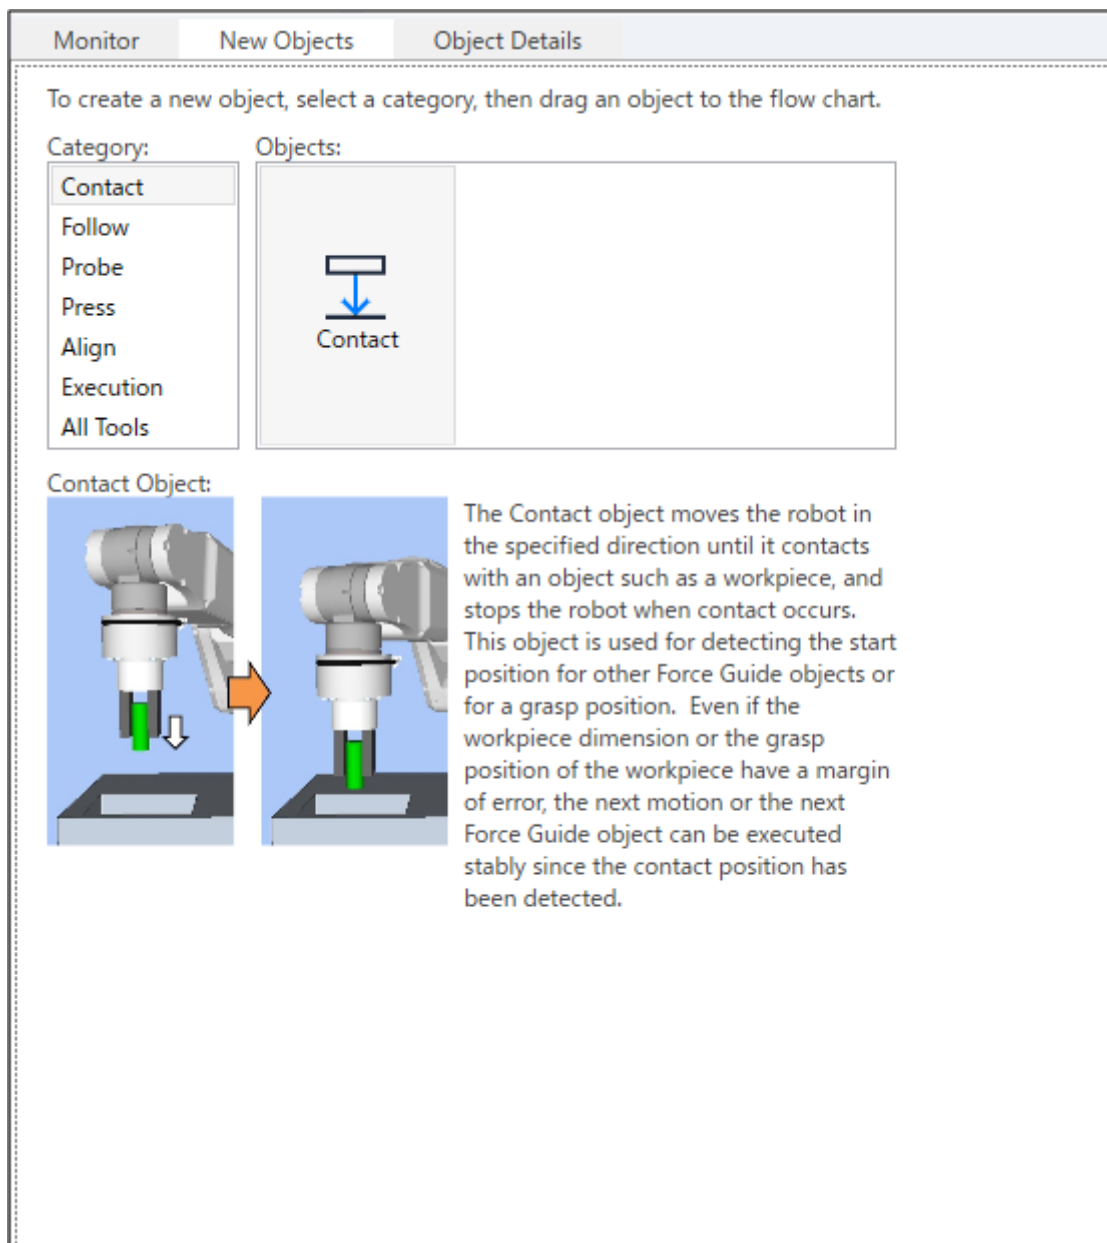 Monitor New Objects Object Details
To create a new object, select a category, then drag an object to the flow chart.
Category: Objects:
Contact
Follow
Probe
Press
Align
Execution
All Tools
Contact
Contact Object:
The Contact object moves the robot in
the specified direction until it contacts
with an object such as a workpiece, and
stops the robot when contact occurs.
This object is used for detecting the start
position for other Force Guide objects or
for a grasp position.  Even if the
workpiece dimension or the grasp
position of the workpiece have a margin
of error, the next motion or the next
Force Guide object can be executed
stably since the contact position has
been detected.